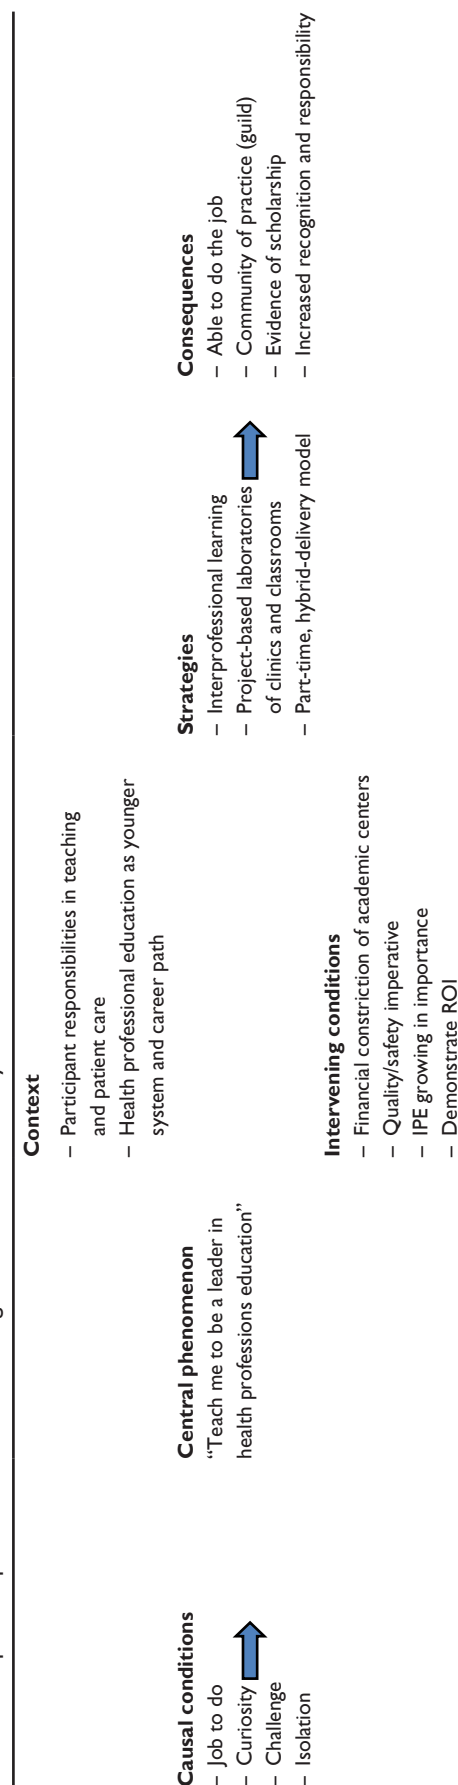 Context
– Participant responsibilities in teaching
and patient care
– Health professional education as younger
system and career path
Causal conditions
– Job to do
– Curiosity
– Challenge
– Isolation
Central phenomenon
“Teach me to be a leader in
health professions education”
Strategies
– Interprofessional learning
– Project-based laboratories
of clinics and classrooms
– Part-time, hybrid-delivery model
Consequences
– Able to do the job
– Community of practice (guild)
– Evidence of scholarship
– Increased recognition and responsibility
Intervening conditions
– Financial constriction of academic centers
– Quality/safety imperative
– IPE growing in importance
– Demonstrate ROI